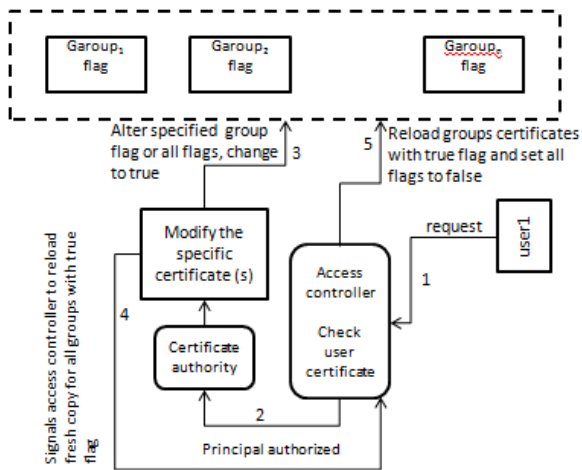 Garoup₁
flag
Garoup₂
flag
Garoupₙ
flag
Alter specified group
flag or all flags, change
to true
3
5
Reload groups certificates
with true flag and set all
flags to false
request
user1
1
Modify the
specific
certificate (s)
Access
controller
Check
user
certificate
4
Certificate
authority
2
Principal authorized
Signals access controller to reload
fresh copy for all groups with true
flag